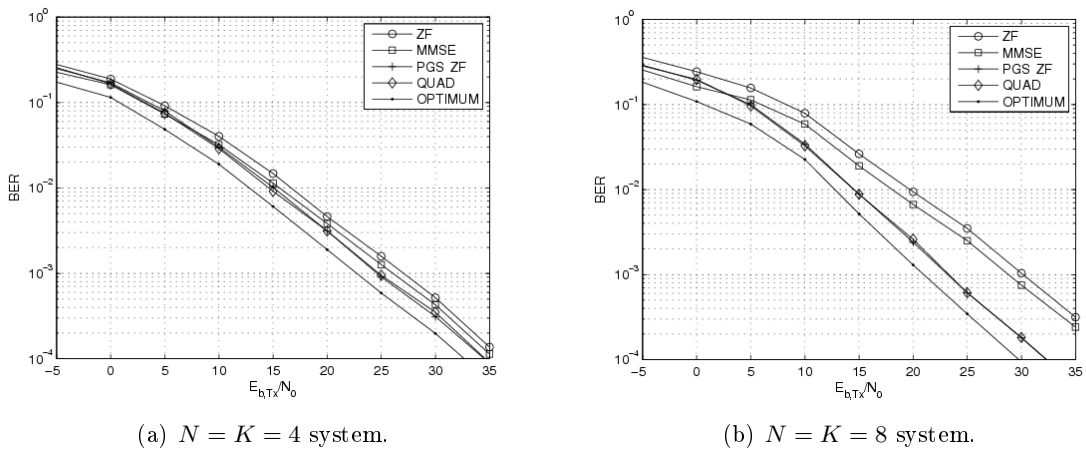 10^0
10^-1
10^-2
10^-3
10^-4
BER
-5 0 5 10 15 20 25 30 35
E_b,Tx/N_0
ZF
MMSE
PGS ZF
QUAD
OPTIMUM
(a) N = K = 4 system.
10^0
10^-1
10^-2
10^-3
10^-4
BER
-5 0 5 10 15 20 25 30 35
E_b,Tx/N_0
ZF
MMSE
PGS ZF
QUAD
OPTIMUM
(b) N = K = 8 system.